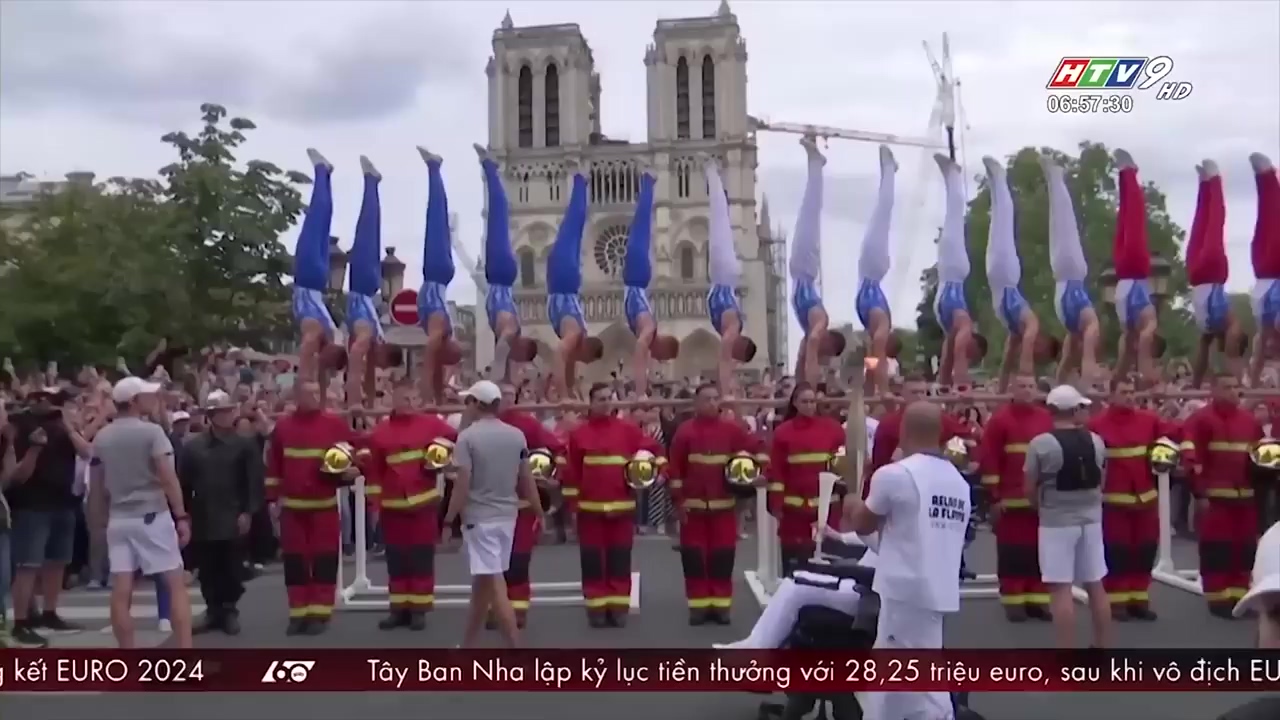 HTV9 HD
06:57:30
RELAIS DE
LA FLAMME
g kết EURO 2024 60 Tây Ban Nha lập kỷ lục tiền thưởng với 28,25 triệu euro, sau khi vô địch EU